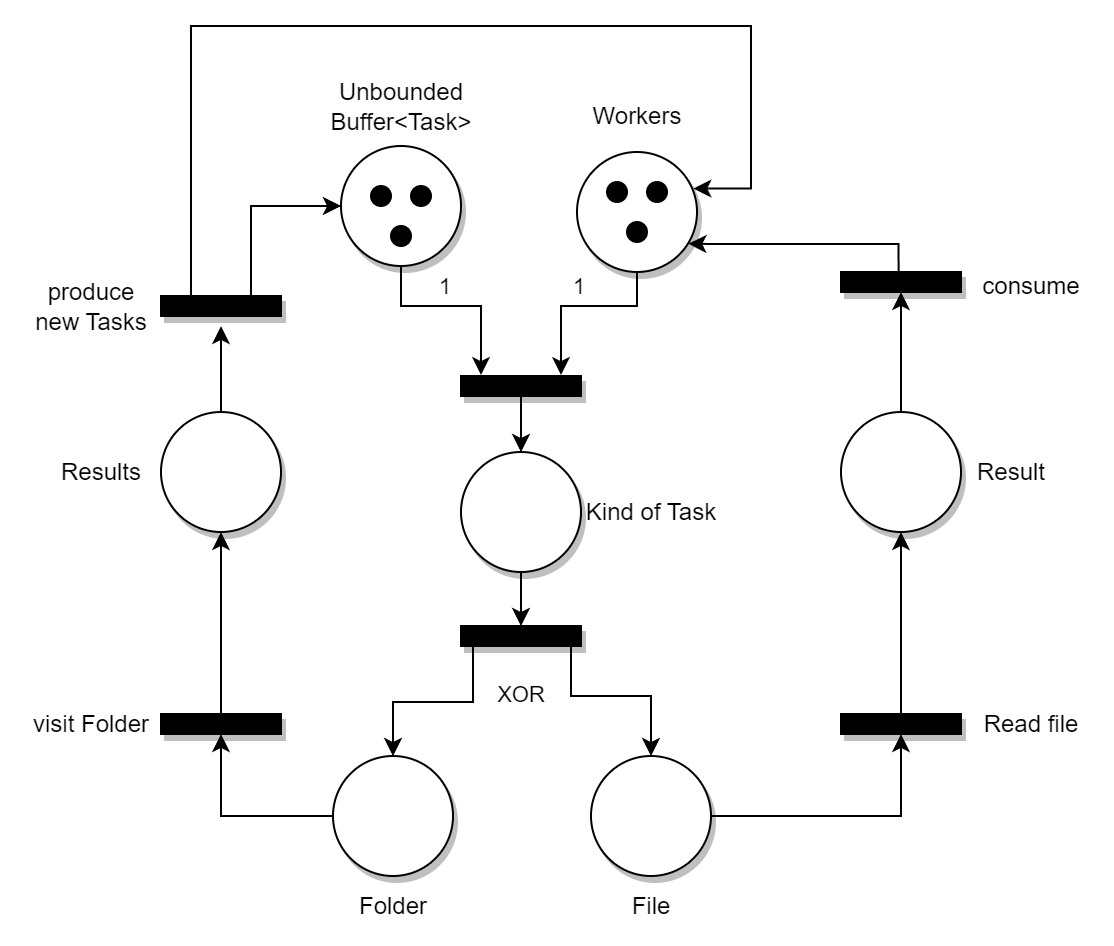 Unbounded
Buffer<Task>
Workers
1
1
produce
new Tasks
consume
Results
Kind of Task
Result
XOR
visit Folder
Read file
Folder
File